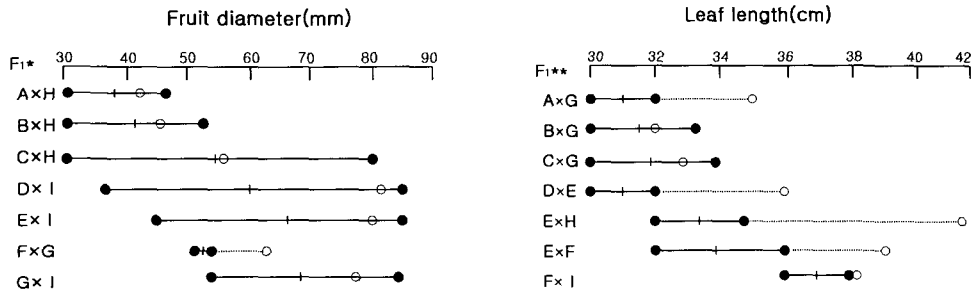 Fruit diameter(mm)
F1* 30 40 50 60 70 80 90
A×H
B×H
C×H
D×I
E×I
F×G
G×I
Leaf length(cm)
F1** 30 32 34 36 38 40 42
A×G
B×G
C×G
D×E
E×H
E×F
F×I